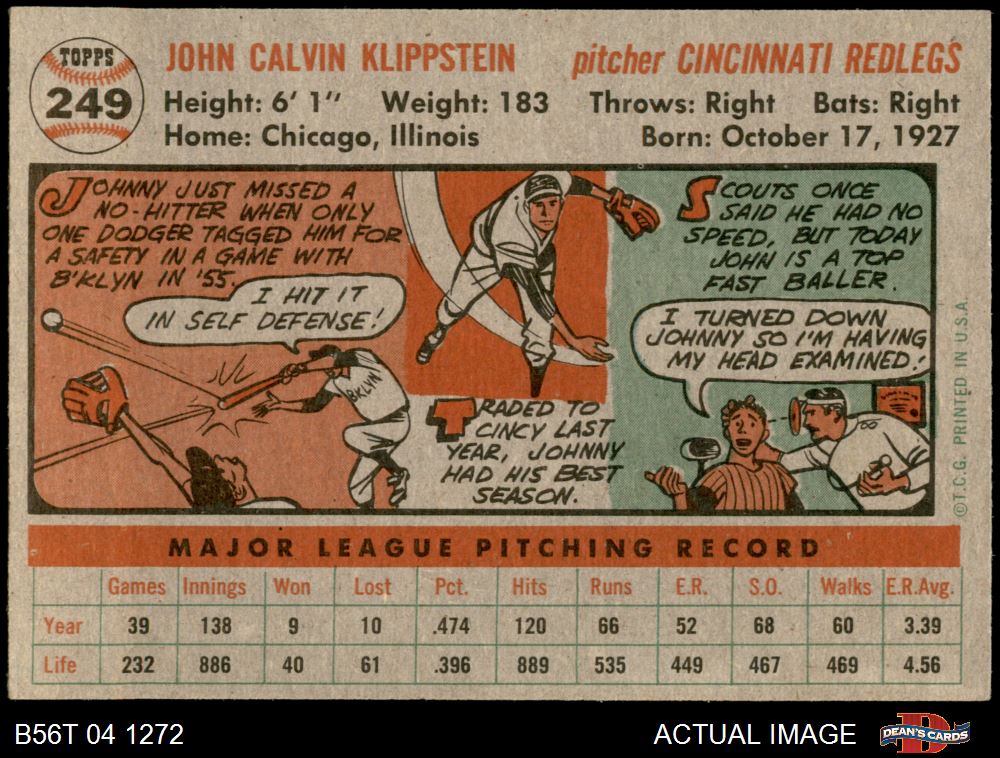 TOPPS
249
JOHN CALVIN KLIPPSTEIN
pitcher CINCINNATI REDLEGS
Height: 6' 1" Weight: 183 Throws: Right Bats: Right
Home: Chicago, Illinois Born: October 17, 1927
JOHNNY JUST MISSED A
NO-HITTER WHEN ONLY
ONE DODGER TAGGED HIM FOR
A SAFETY IN A GAME WITH
B'KLYN IN '55.
I HIT IT
IN SELF DEFENSE!
BKLYN
TRADED TO
CINCY LAST
YEAR, JOHNNY
HAD HIS BEST
SEASON.
SCOUTS ONCE
SAID HE HAD NO
SPEED, BUT TODAY
JOHN IS A TOP
FAST BALLER.
I TURNED DOWN
JOHNNY SO I'M HAVING
MY HEAD EXAMINED!
©T.C.G. PRINTED IN U.S.A.
MAJOR LEAGUE PITCHING RECORD
Games Innings Won Lost Pct. Hits Runs E.R. S.O. Walks E.R.Avg.
Year 39 138 9 10 .474 120 66 52 68 60 3.39
Life 232 886 40 61 .396 889 535 449 467 469 4.56
B56T 04 1272
ACTUAL IMAGE
DEAN'S CARDS